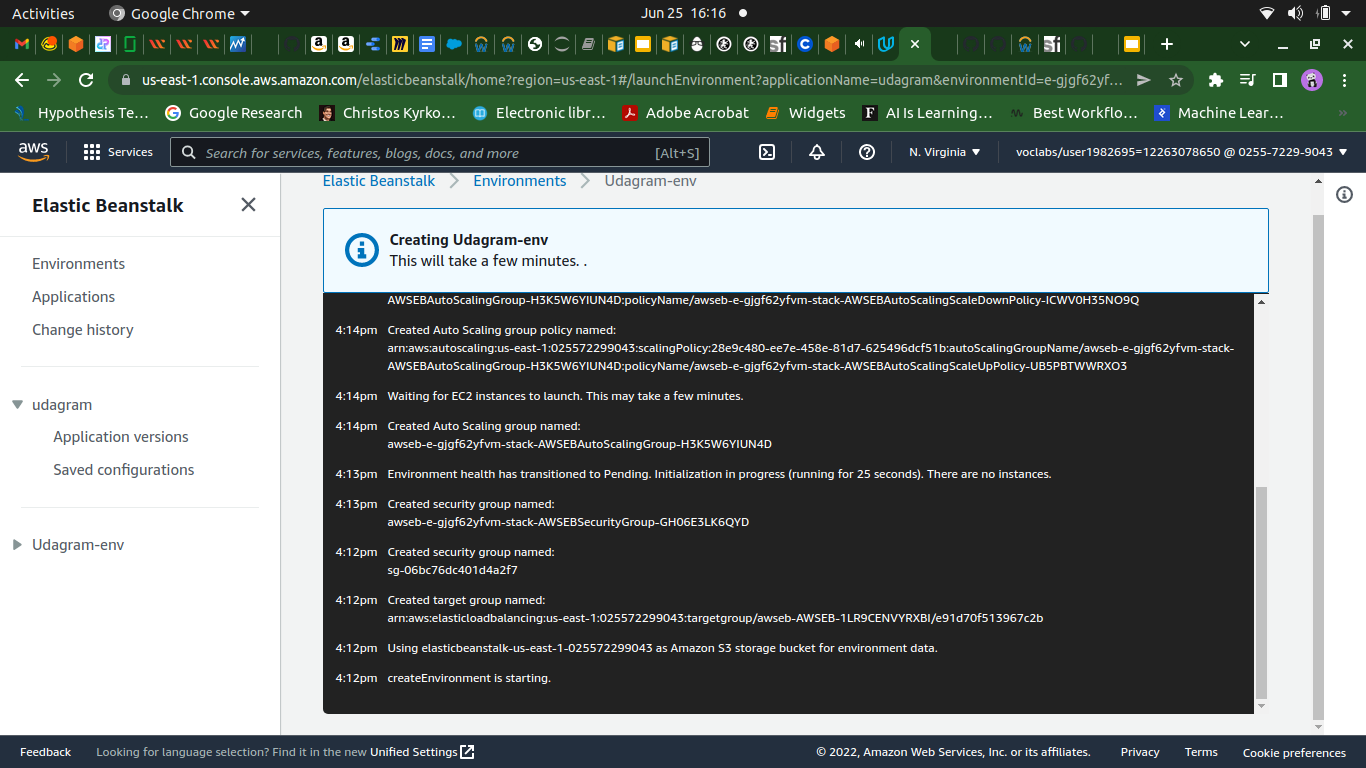 Activities
Google Chrome
Jun 25 16:16
us-east-1.console.aws.amazon.com/elasticbeanstalk/home?region=us-east-1#/launchEnvironment?applicationName=udagram&environmentId=e-gjgf62yf…
Hypothesis Te…
Google Research
Christos Kyrko…
Electronic libr…
Adobe Acrobat
Widgets
AI Is Learning…
Best Workflo…
Machine Lear…
aws
Services
Search for services, features, blogs, docs, and more
[Alt+S]
N. Virginia
voclabs/user1982695=12263078650 @ 0255-7229-9043
Elastic Beanstalk
Environments
Applications
Change history
udagram
Application versions
Saved configurations
Udagram-env
Elastic Beanstalk
Environments
Udagram-env
Creating Udagram-env
This will take a few minutes. .
AWSEBAutoScalingGroup-H3K5W6YIUN4D:policyName/awseb-e-gjgf62yfvm-stack-AWSEBAutoScalingScaleDownPolicy-ICWV0H35NO9Q
4:14pm Created Auto Scaling group policy named:
arn:aws:autoscaling:us-east-1:025572299043:scalingPolicy:28e9c480-ee7e-458e-81d7-625496dcf51b:autoScalingGroupName/awseb-e-gjgf62yfvm-stack-
AWSEBAutoScalingGroup-H3K5W6YIUN4D:policyName/awseb-e-gjgf62yfvm-stack-AWSEBAutoScalingScaleUpPolicy-UB5PBTWWRXO3
4:14pm Waiting for EC2 instances to launch. This may take a few minutes.
4:14pm Created Auto Scaling group named:
awseb-e-gjgf62yfvm-stack-AWSEBAutoScalingGroup-H3K5W6YIUN4D
4:13pm Environment health has transitioned to Pending. Initialization in progress (running for 25 seconds). There are no instances.
4:13pm Created security group named:
awseb-e-gjgf62yfvm-stack-AWSEBSecurityGroup-GH06E3LK6QYD
4:12pm Created security group named:
sg-06bc76dc401d4a2f7
4:12pm Created target group named:
arn:aws:elasticloadbalancing:us-east-1:025572299043:targetgroup/awseb-AWSEB-1LR9CENVYRXBI/e91d70f513967c2b
4:12pm Using elasticbeanstalk-us-east-1-025572299043 as Amazon S3 storage bucket for environment data.
4:12pm createEnvironment is starting.
Feedback
Looking for language selection? Find it in the new Unified Settings
© 2022, Amazon Web Services, Inc. or its affiliates.
Privacy
Terms
Cookie preferences